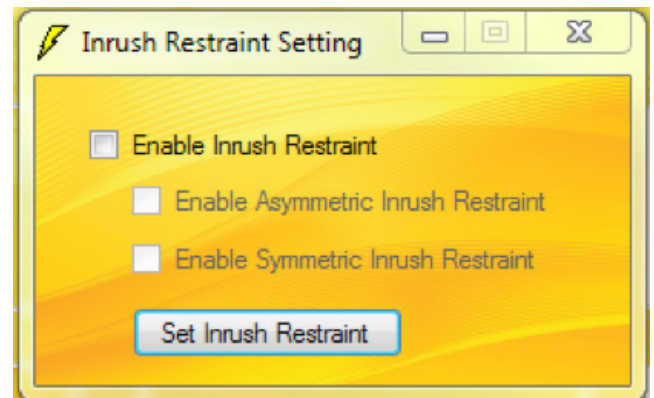 Inrush Restraint Setting
Enable Inrush Restraint
Enable Asymmetric Inrush Restraint
Enable Symmetric Inrush Restraint
Set Inrush Restraint